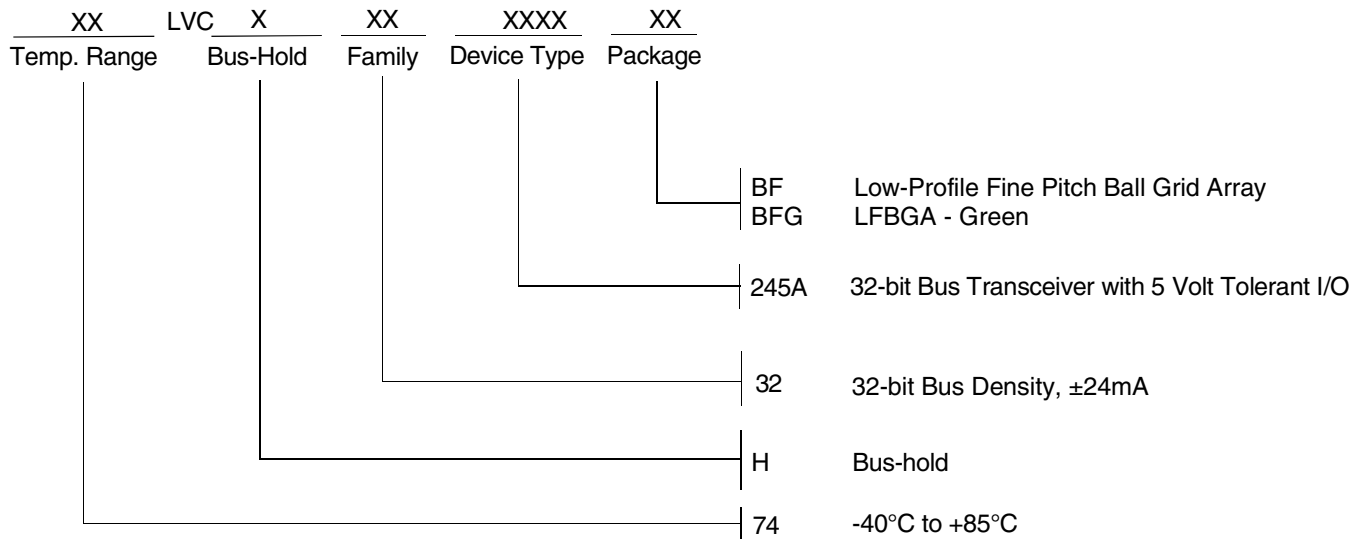 XX LVC X XX XXXX XX
Temp. Range Bus-Hold Family Device Type Package
BF Low-Profile Fine Pitch Ball Grid Array
BFG LFBGA - Green
245A 32-bit Bus Transceiver with 5 Volt Tolerant I/O
32 32-bit Bus Density, ±24mA
H Bus-hold
74 -40°C to +85°C